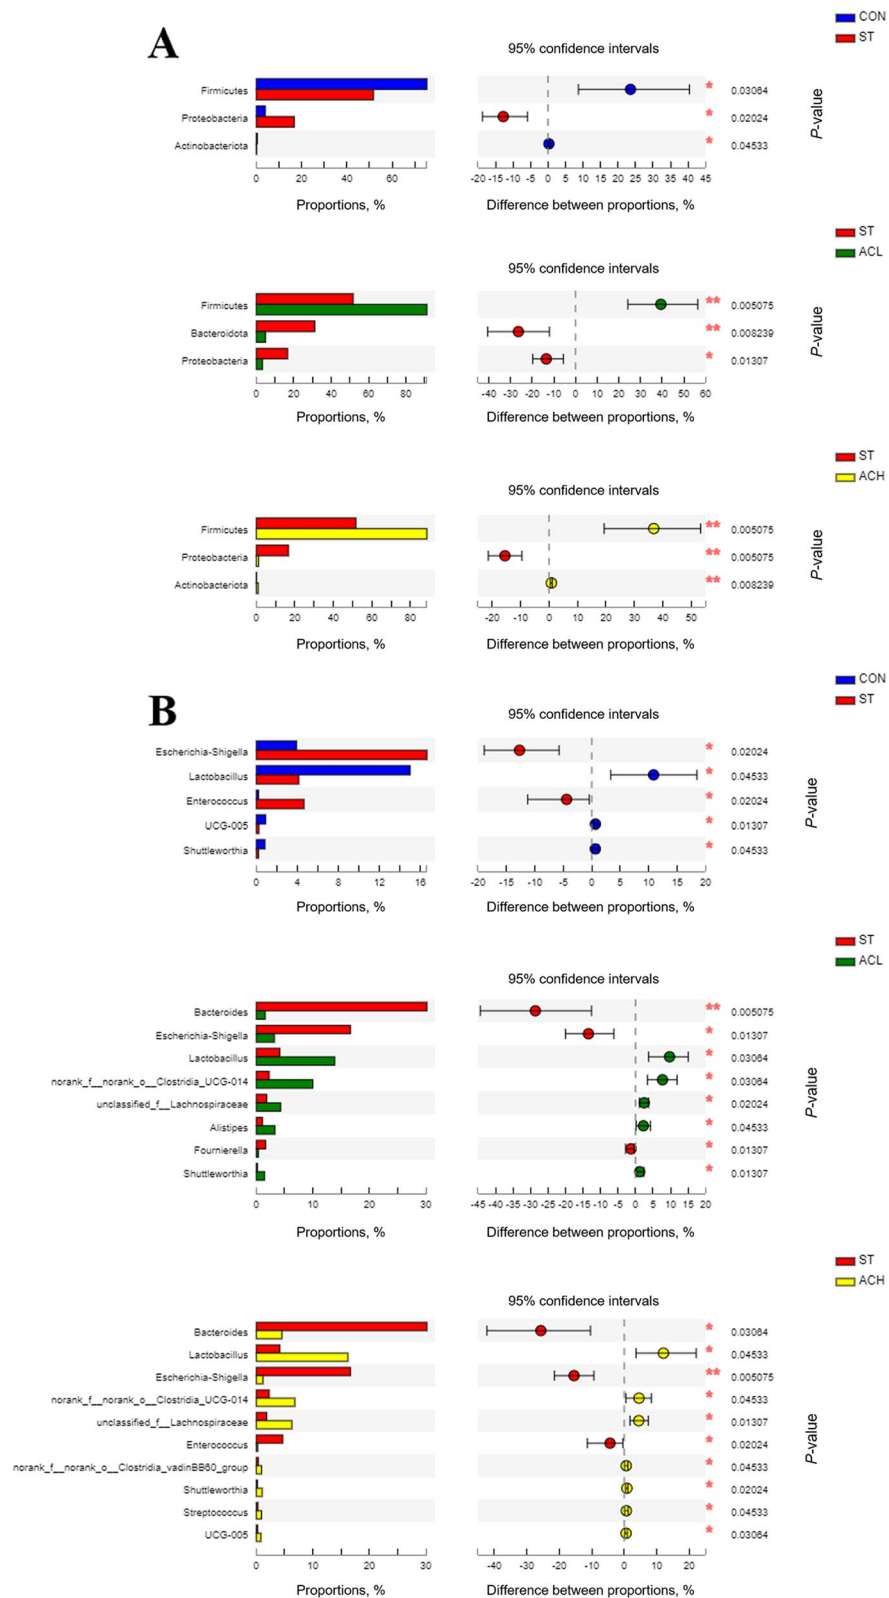 CON
A
ST
95% confidence intervals
Firmicutes * 0.03064
Proteobacteria * 0.02024
Actinobacteriota * 0.04533
P-value
0 20 40 60 -20 -15 -10 -5 0 5 10 15 20 25 30 35 40 45
Proportions, % Difference between proportions, %
ST
ACL
95% confidence intervals
Firmicutes ** 0.005075
Bacteroidota ** 0.008239
Proteobacteria * 0.01307
P-value
0 20 40 60 80 -40 -30 -20 -10 0 10 20 30 40 50 60
Proportions, % Difference between proportions, %
ST
ACH
95% confidence intervals
Firmicutes ** 0.005075
Proteobacteria ** 0.005075
Actinobacteriota ** 0.008239
P-value
0 20 40 60 80 -20 -10 0 10 20 30 40 50
Proportions, % Difference between proportions, %
CON
B
ST
95% confidence intervals
Escherichia-Shigella * 0.02024
Lactobacillus * 0.04533
Enterococcus * 0.02024
UCG-005 * 0.01307
Shuttleworthia * 0.04533
P-value
0 4 8 12 16 -20 -15 -10 -5 0 5 10 15 20
Proportions, % Difference between proportions, %
ST
ACL
95% confidence intervals
Bacteroides ** 0.005075
Escherichia-Shigella * 0.01307
Lactobacillus * 0.03064
norank_f__norank_o__Clostridia_UCG-014 * 0.03064
unclassified_f__Lachnospiraceae * 0.02024
Alistipes * 0.04533
Fournierella * 0.01307
Shuttleworthia * 0.01307
P-value
0 10 20 30 -45 -40 -35 -30 -25 -20 -15 -10 -5 0 5 10 15 20
Proportions, % Difference between proportions, %
ST
ACH
95% confidence intervals
Bacteroides * 0.03064
Lactobacillus * 0.04533
Escherichia-Shigella ** 0.005075
norank_f__norank_o__Clostridia_UCG-014 * 0.04533
unclassified_f__Lachnospiraceae * 0.01307
Enterococcus * 0.02024
norank_f__norank_o__Clostridia_vadinBB60_group * 0.04533
Shuttleworthia * 0.02024
Streptococcus * 0.04533
UCG-005 * 0.03064
P-value
0 10 20 30 -40 -30 -20 -10 0 10 20
Proportions, % Difference between proportions, %